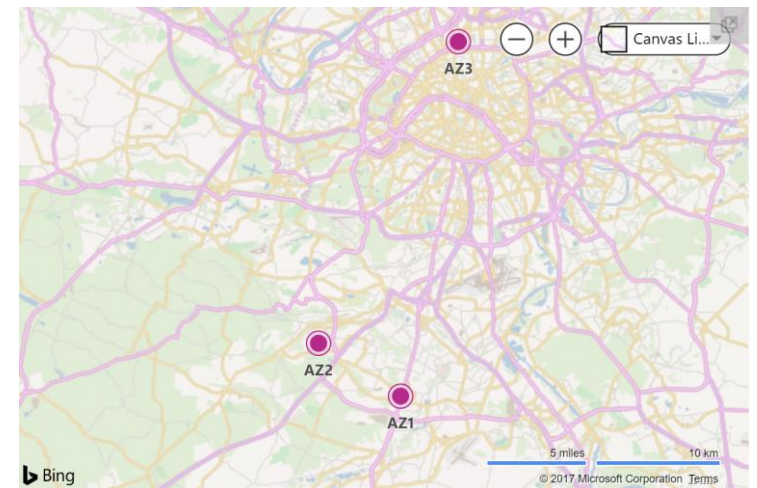 AZ3
Canvas Li...
AZ2
AZ1
5 miles
10 km
Bing
© 2017 Microsoft Corporation Terms